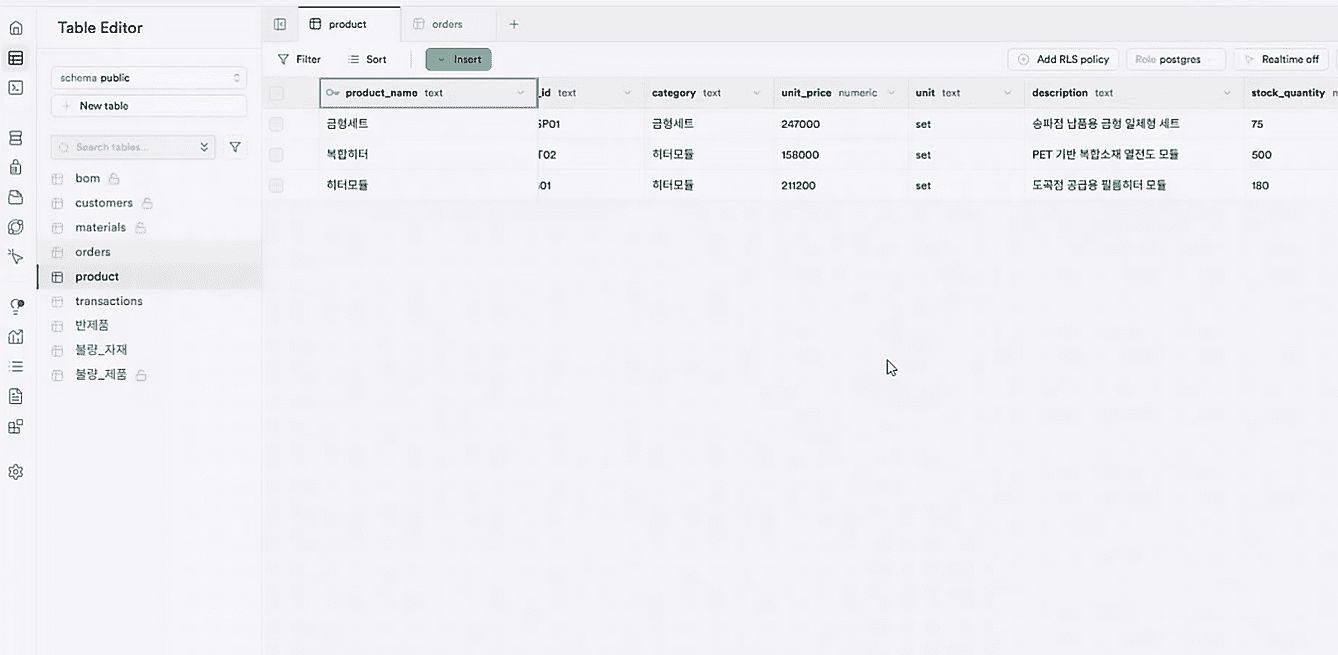 Table Editor
schema public
New table
Search tables...
bom
customers
materials
orders
product
transactions
반제품
불량_자재
불량_제품
product orders
Filter Sort Insert Add RLS policy Role postgres Realtime off
product_name text _id text category text unit_price numeric unit text description text stock_quantity
금형세트 SP01 금형세트 247000 set 송파점 납품용 금형 일체형 세트 75
복합히터 T02 히터모듈 158000 set PET 기반 복합소재 열전도 모듈 500
히터모듈 01 히터모듈 211200 set 도곡점 공급용 필름히터 모듈 180